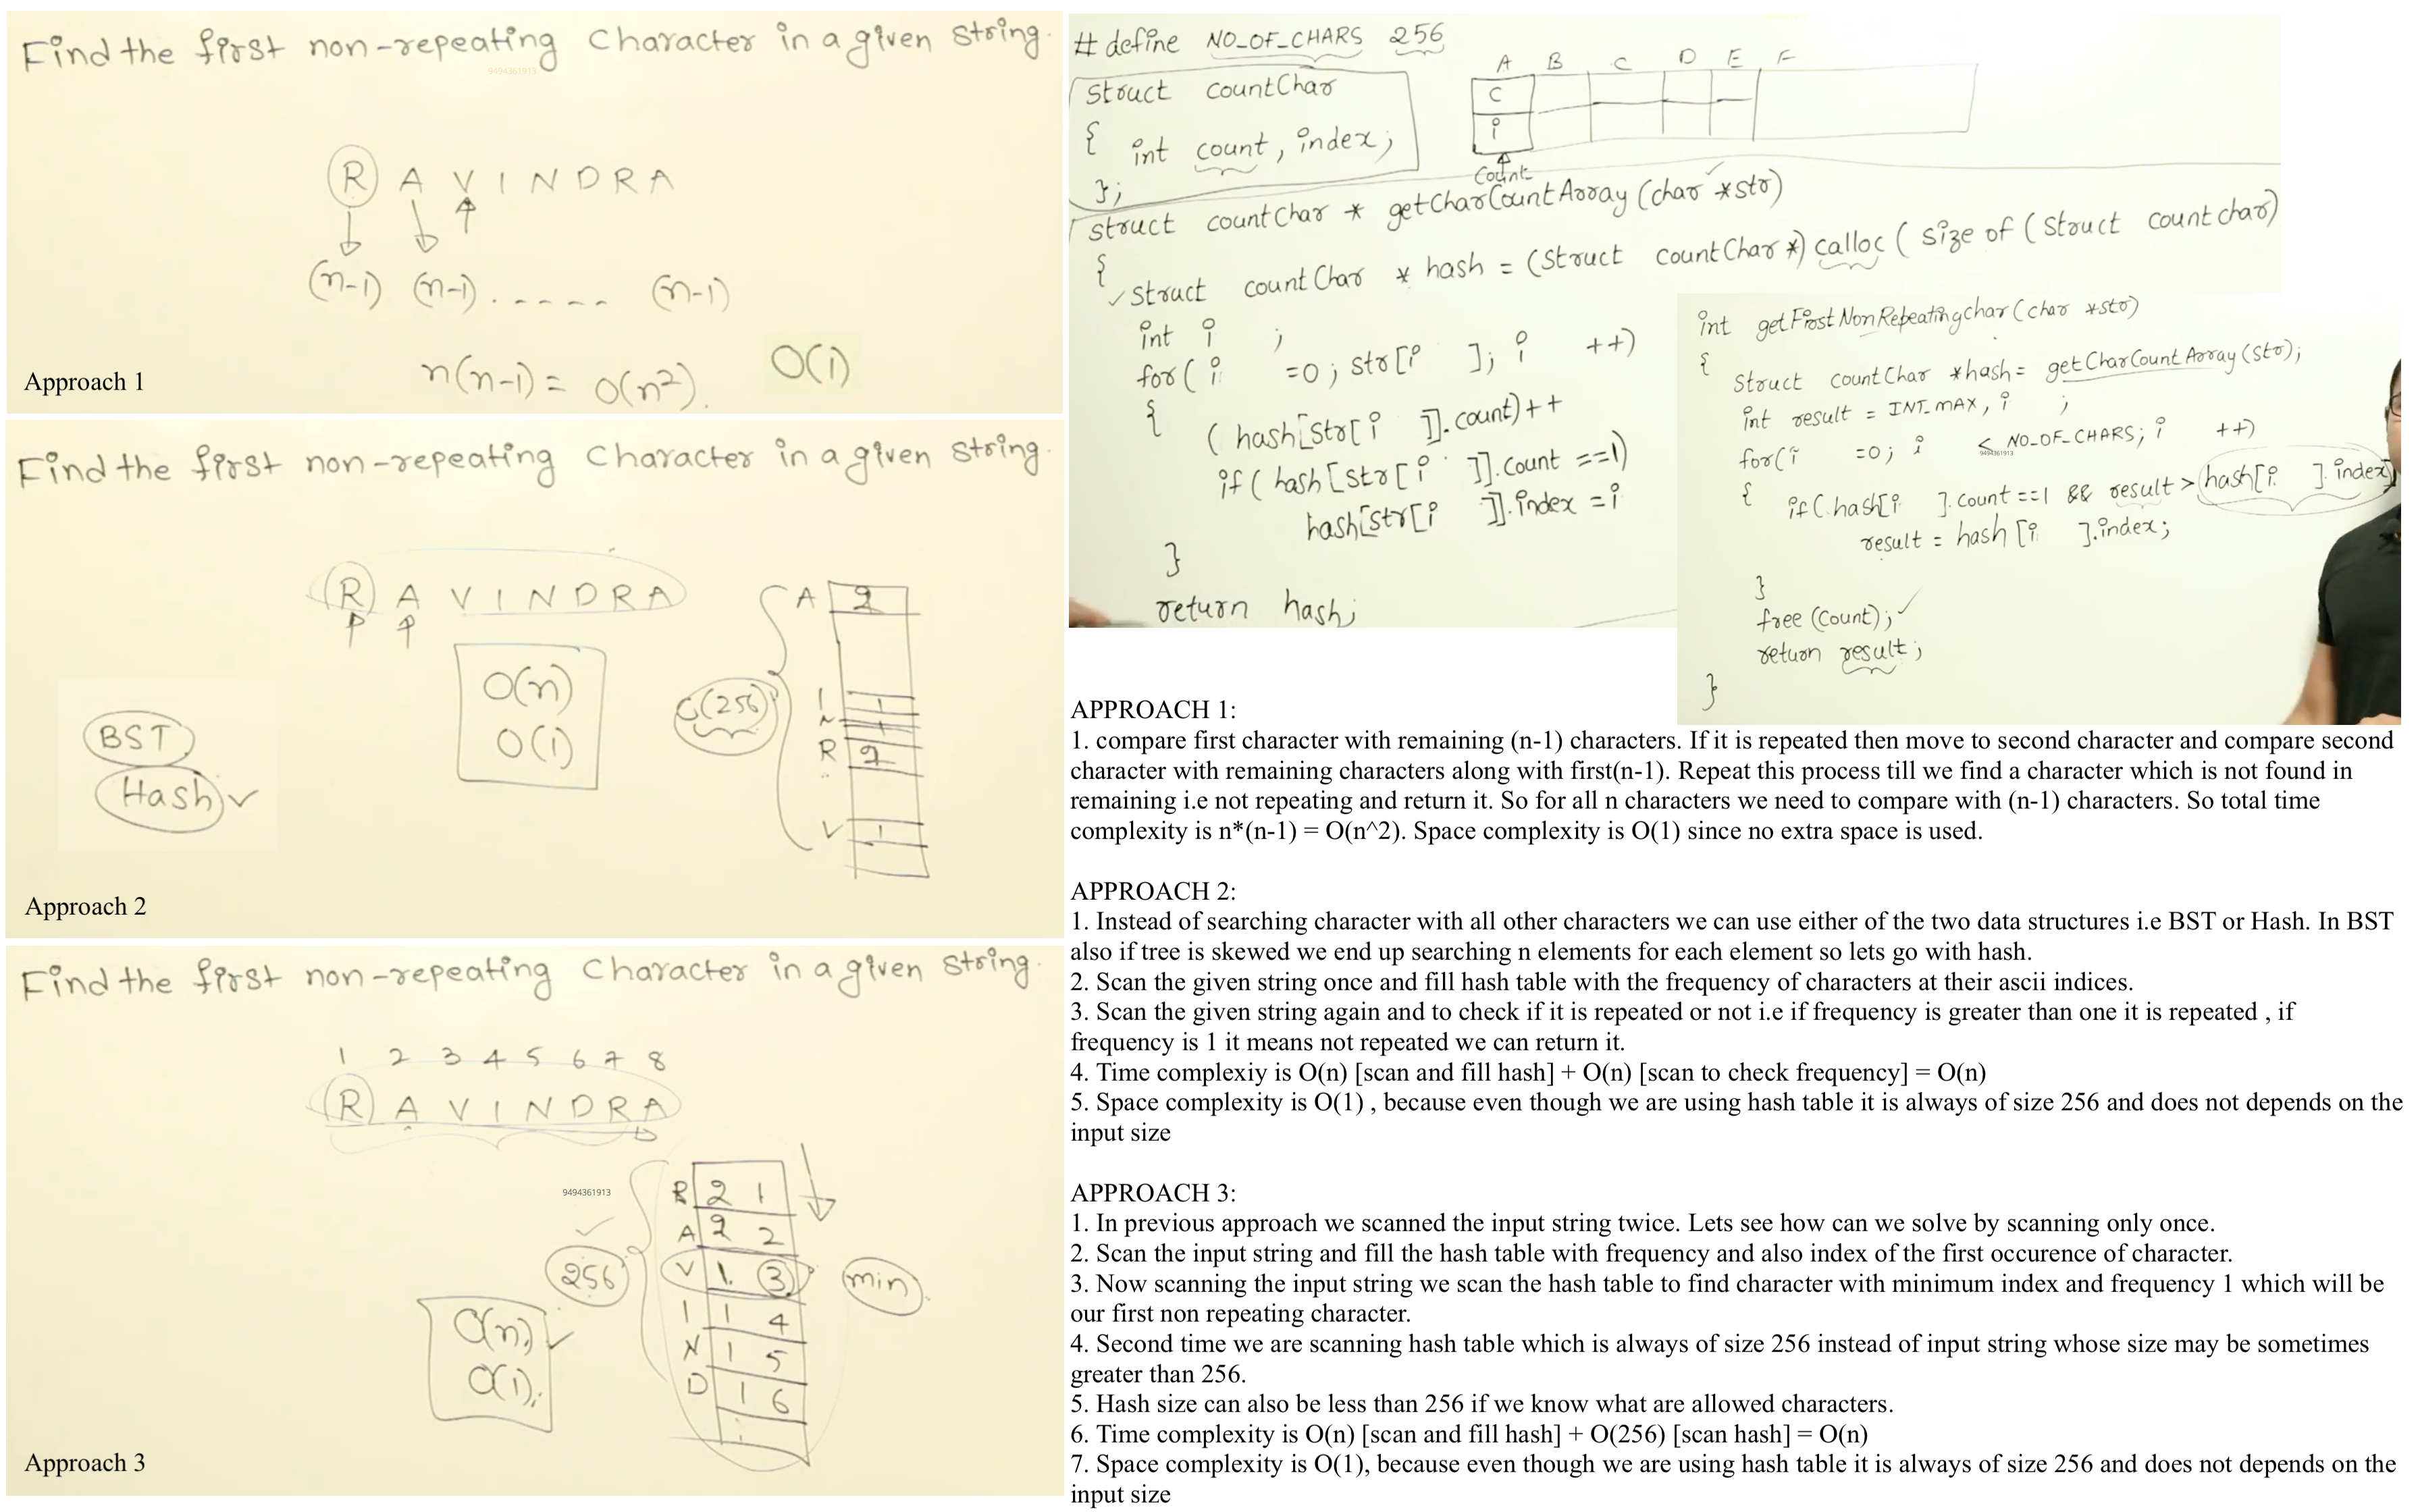 Find the first non-repeating Character in a given String.
9494361913
R A V I N D R A
(n-1) (n-1) . - - - - (n-1)
n(n-1) = O(n²).
O(1)
Approach 1
Find the first non-repeating Character in a given String.
R A V I N D R A
A 2
O(n)
O(1)
C(256)
I 1
N 1
R 2
V 1
BST
Hash ✓
Approach 2
Find the first non-repeating Character in a given String.
1 2 3 4 5 6 7 8
R A V I N D R A
9494361913
R 2 1
A 2 2
V 1 3
I 1 4
N 1 5
D 1 6
256
min
O(n) ✓
O(1)
Approach 3
# define NO_OF_CHARS 256
A B C D E F
C
i
Count
struct countChar
{ int count, index;
};
struct countChar * getCharCountArray (char *str)
{
✓ struct countChar * hash = (struct countChar *) calloc ( size of ( struct countchar)
int i ;
for( i =0; str[i ]; i ++)
{
( hash[str[i ]].count)++
if( hash[str[i ]].count ==1)
hash[str[i ]].index =i
}
return hash;
int getFirstNonRepeatingchar(char *str)
{
struct countChar *hash= getCharCountArray(str);
int result = INT_MAX, i ;
for(i =0; i < NO_OF_CHARS; i ++)
9494361913
{ if( hash[i ].count==1 && result > hash[i ].index)
result = hash [i ].index;
}
free (Count); ✓
return result;
}
APPROACH 1:
1. compare first character with remaining (n-1) characters. If it is repeated then move to second character and compare second
character with remaining characters along with first(n-1). Repeat this process till we find a character which is not found in
remaining i.e not repeating and return it. So for all n characters we need to compare with (n-1) characters. So total time
complexity is n*(n-1) = O(n^2). Space complexity is O(1) since no extra space is used.
APPROACH 2:
1. Instead of searching character with all other characters we can use either of the two data structures i.e BST or Hash. In BST
also if tree is skewed we end up searching n elements for each element so lets go with hash.
2. Scan the given string once and fill hash table with the frequency of characters at their ascii indices.
3. Scan the given string again and to check if it is repeated or not i.e if frequency is greater than one it is repeated , if
frequency is 1 it means not repeated we can return it.
4. Time complexiy is O(n) [scan and fill hash] + O(n) [scan to check frequency] = O(n)
5. Space complexity is O(1) , because even though we are using hash table it is always of size 256 and does not depends on the
input size
APPROACH 3:
1. In previous approach we scanned the input string twice. Lets see how can we solve by scanning only once.
2. Scan the input string and fill the hash table with frequency and also index of the first occurence of character.
3. Now scanning the input string we scan the hash table to find character with minimum index and frequency 1 which will be
our first non repeating character.
4. Second time we are scanning hash table which is always of size 256 instead of input string whose size may be sometimes
greater than 256.
5. Hash size can also be less than 256 if we know what are allowed characters.
6. Time complexity is O(n) [scan and fill hash] + O(256) [scan hash] = O(n)
7. Space complexity is O(1), because even though we are using hash table it is always of size 256 and does not depends on the
input size